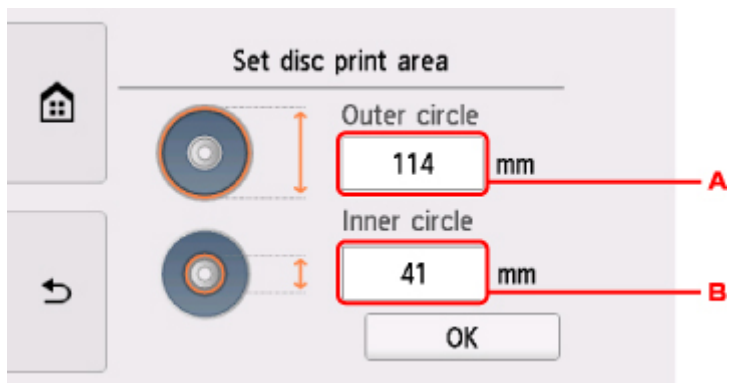 Set disc print area
Outer circle
114 mm
A
Inner circle
41 mm
B
OK